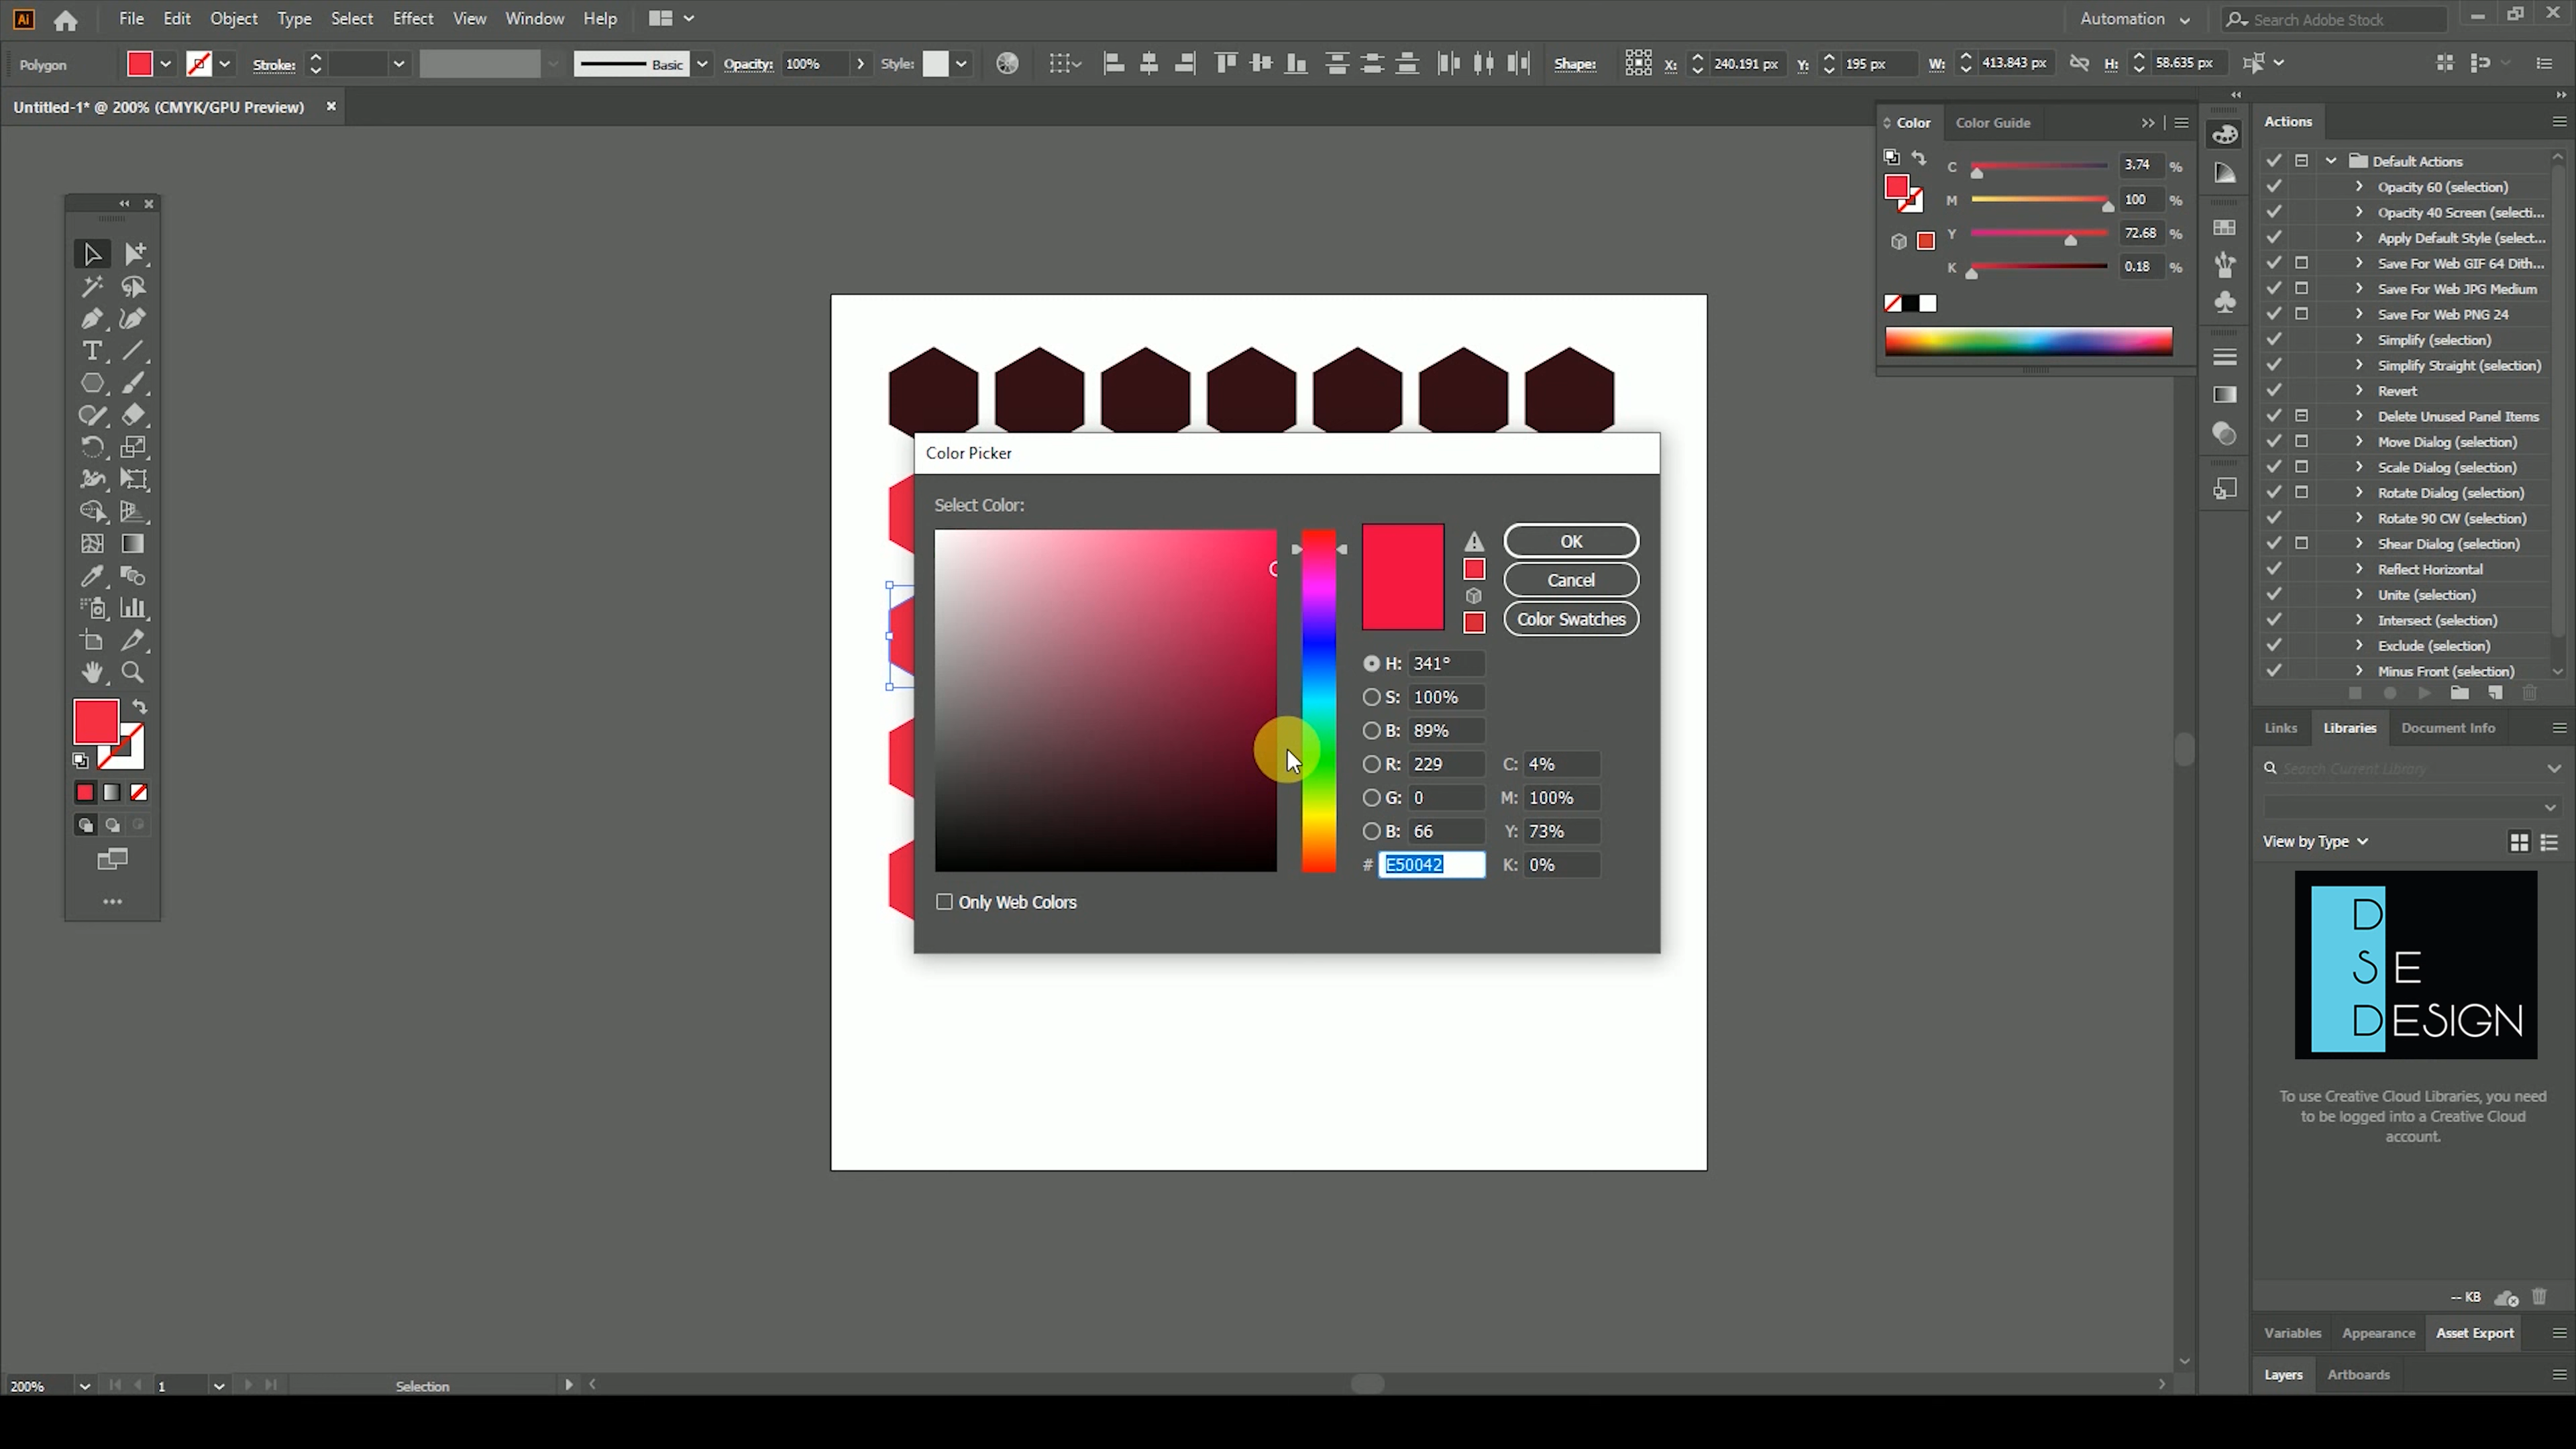 Ai File Edit Object Type Select Effect View Window Help Automation Search Adobe Stock
Polygon Stroke: Basic Opacity: 100% Style: Shape: X: 240.191 px Y: 195 px W: 413.843 px H: 58.635 px
Untitled-1* @ 200% (CMYK/GPU Preview)
Color Color Guide
C 3.74 %
M 100 %
Y 72.68 %
K 0.18 %
Actions
Default Actions
Opacity 60 (selection)
Opacity 40 Screen (selecti...
Apply Default Style (select...
Save For Web GIF 64 Dith...
Save For Web JPG Medium
Save For Web PNG 24
Simplify (selection)
Simplify Straight (selection)
Revert
Delete Unused Panel Items
Move Dialog (selection)
Scale Dialog (selection)
Rotate Dialog (selection)
Rotate 90 CW (selection)
Shear Dialog (selection)
Reflect Horizontal
Unite (selection)
Intersect (selection)
Exclude (selection)
Minus Front (selection)
Color Picker
Select Color:
OK
Cancel
Color Swatches
H: 341°
S: 100%
B: 89%
R: 229 C: 4%
G: 0 M: 100%
B: 66 Y: 73%
# E50042 K: 0%
Only Web Colors
Links Libraries Document Info
Search Current Library
View by Type
D
SE
DESIGN
To use Creative Cloud Libraries, you need
to be logged into a Creative Cloud
account.
-- KB
Variables Appearance Asset Export
Layers Artboards
200% 1 Selection